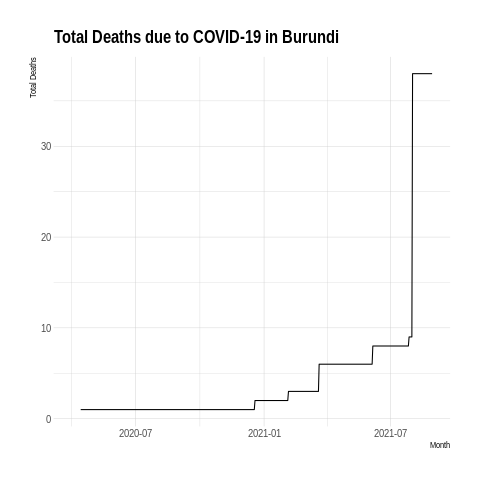 Total Deaths due to COVID-19 in Burundi
Total Deaths
30
20
10
0
2020-07
2021-01
2021-07
Month